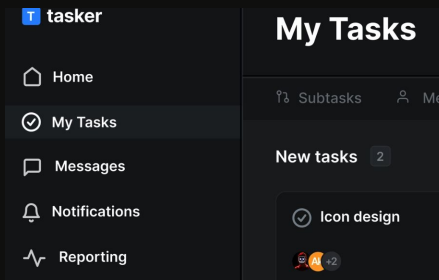 T tasker
Home
My Tasks
Messages
Notifications
Reporting
My Tasks
Subtasks
New tasks 2
Icon design
+2